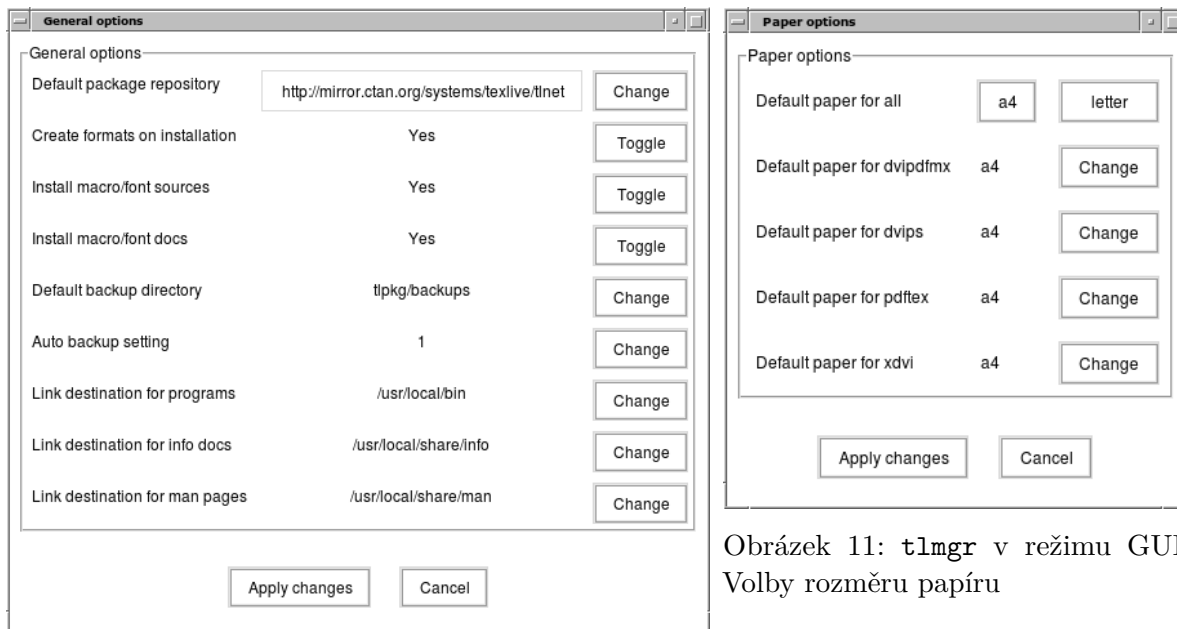 General options
General options
Default package repository http://mirror.ctan.org/systems/texlive/tlnet Change
Create formats on installation Yes Toggle
Install macro/font sources Yes Toggle
Install macro/font docs Yes Toggle
Default backup directory tlpkg/backups Change
Auto backup setting 1 Change
Link destination for programs /usr/local/bin Change
Link destination for info docs /usr/local/share/info Change
Link destination for man pages /usr/local/share/man Change
Apply changes Cancel
Paper options
Paper options
Default paper for all a4 letter
Default paper for dvipdfmx a4 Change
Default paper for dvips a4 Change
Default paper for pdftex a4 Change
Default paper for xdvi a4 Change
Apply changes Cancel
Obrázek 11: tlmgr v režimu GUI
Volby rozměru papíru